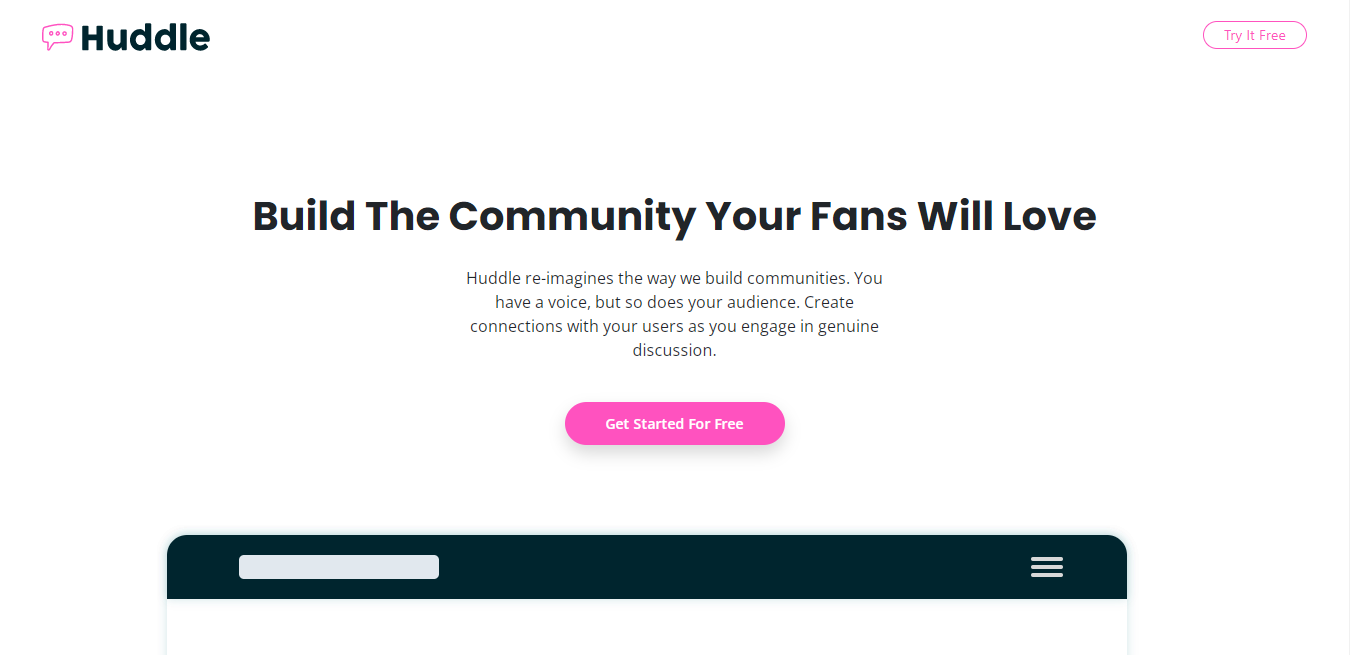 Huddle
Try It Free
Build The Community Your Fans Will Love
Huddle re-imagines the way we build communities. You
have a voice, but so does your audience. Create
connections with your users as you engage in genuine
discussion.
Get Started For Free